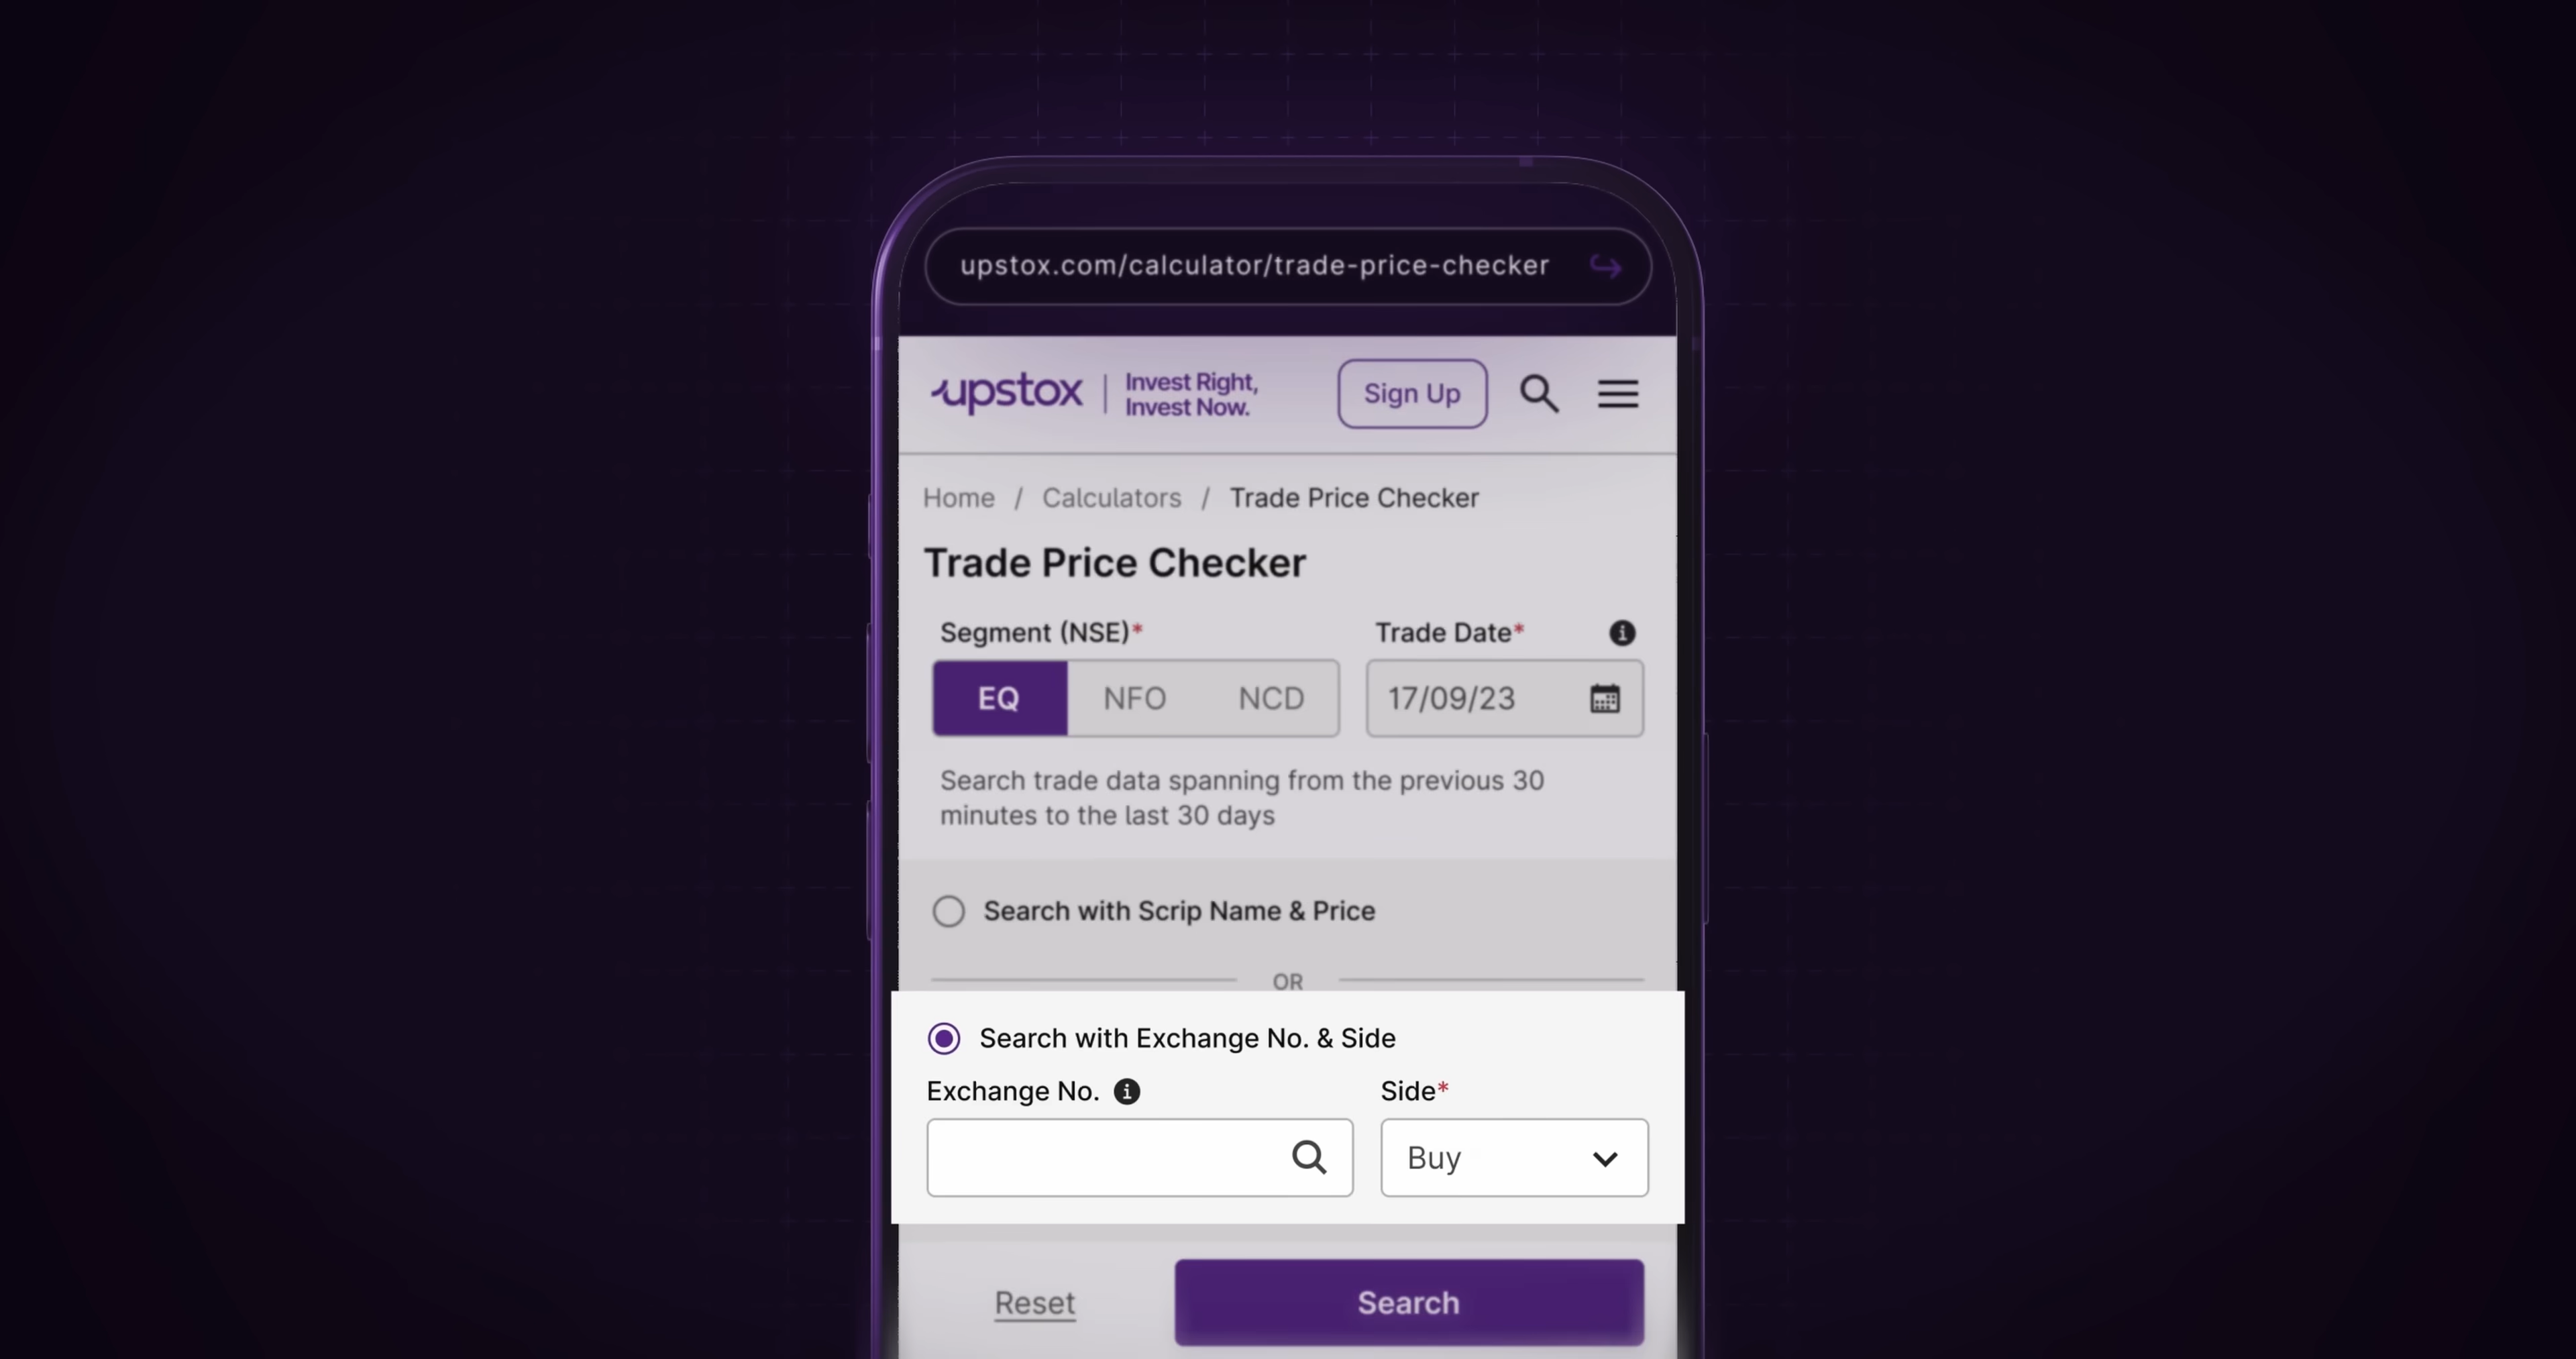 upstox.com/calculator/trade-price-checker
upstox
Invest Right,
Invest Now.
Sign Up
Home / Calculators / Trade Price Checker
Trade Price Checker
Segment (NSE)*
Trade Date*
EQ NFO NCD
17/09/23
Search trade data spanning from the previous 30
minutes to the last 30 days
Search with Scrip Name & Price
OR
Search with Exchange No. & Side
Exchange No.
Side*
Buy
Reset
Search